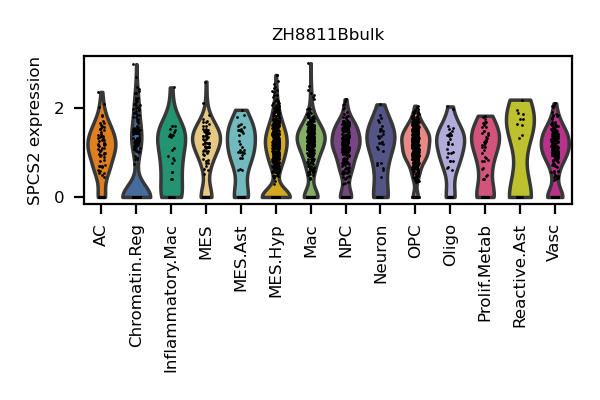 ZH8811Bbulk
SPCS2 expression
2
0
AC
Chromatin.Reg
Inflammatory.Mac
MES
MES.Ast
MES.Hyp
Mac
NPC
Neuron
OPC
Oligo
Prolif.Metab
Reactive.Ast
Vasc